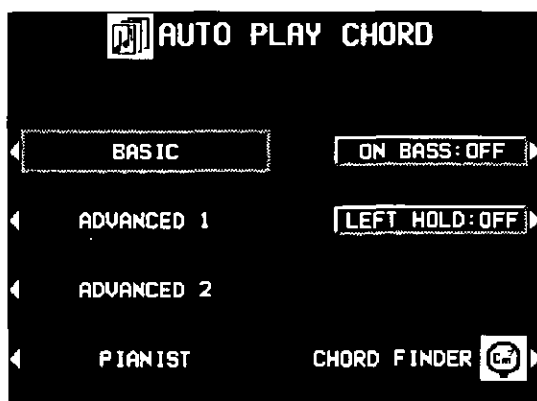 AUTO PLAY CHORD
BASIC
ON BASS:OFF
ADVANCED 1
LEFT HOLD:OFF
ADVANCED 2
PIANIST
CHORD FINDER